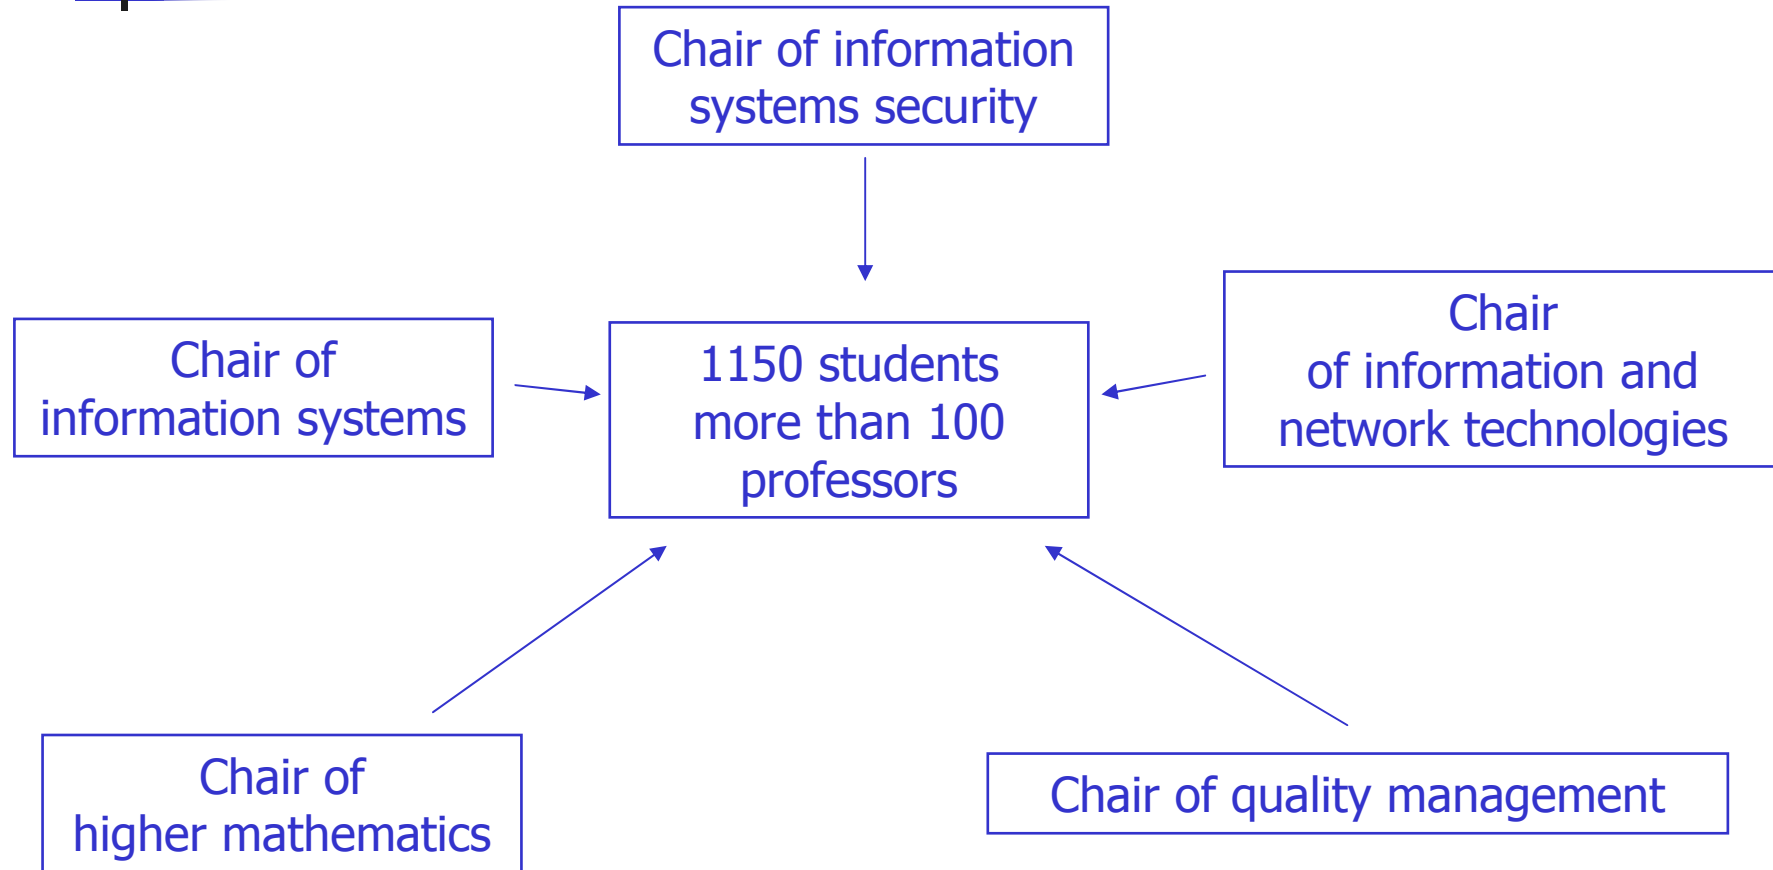 Chair of information
systems security
Chair of
information systems
1150 students
more than 100
professors
Chair
of information and
network technologies
Chair of
higher mathematics
Chair of quality management